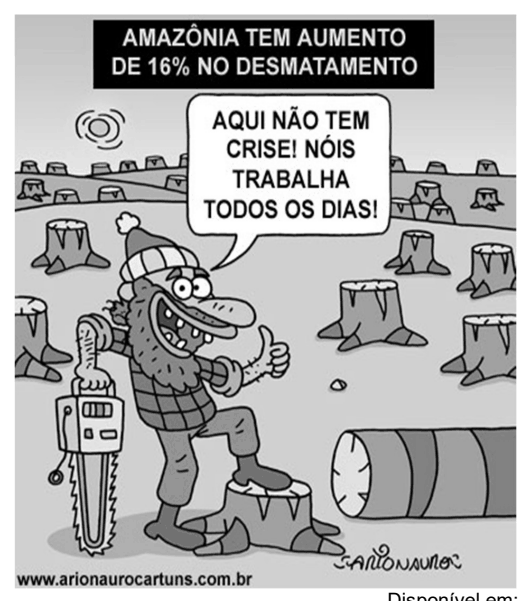 AMAZÔNIA TEM AUMENTO
DE 16% NO DESMATAMENTO
AQUI NÃO TEM
CRISE! NÓIS
TRABALHA
TODOS OS DIAS!
ARIONAURO
www.arionaurocartuns.com.br
Disponível em: